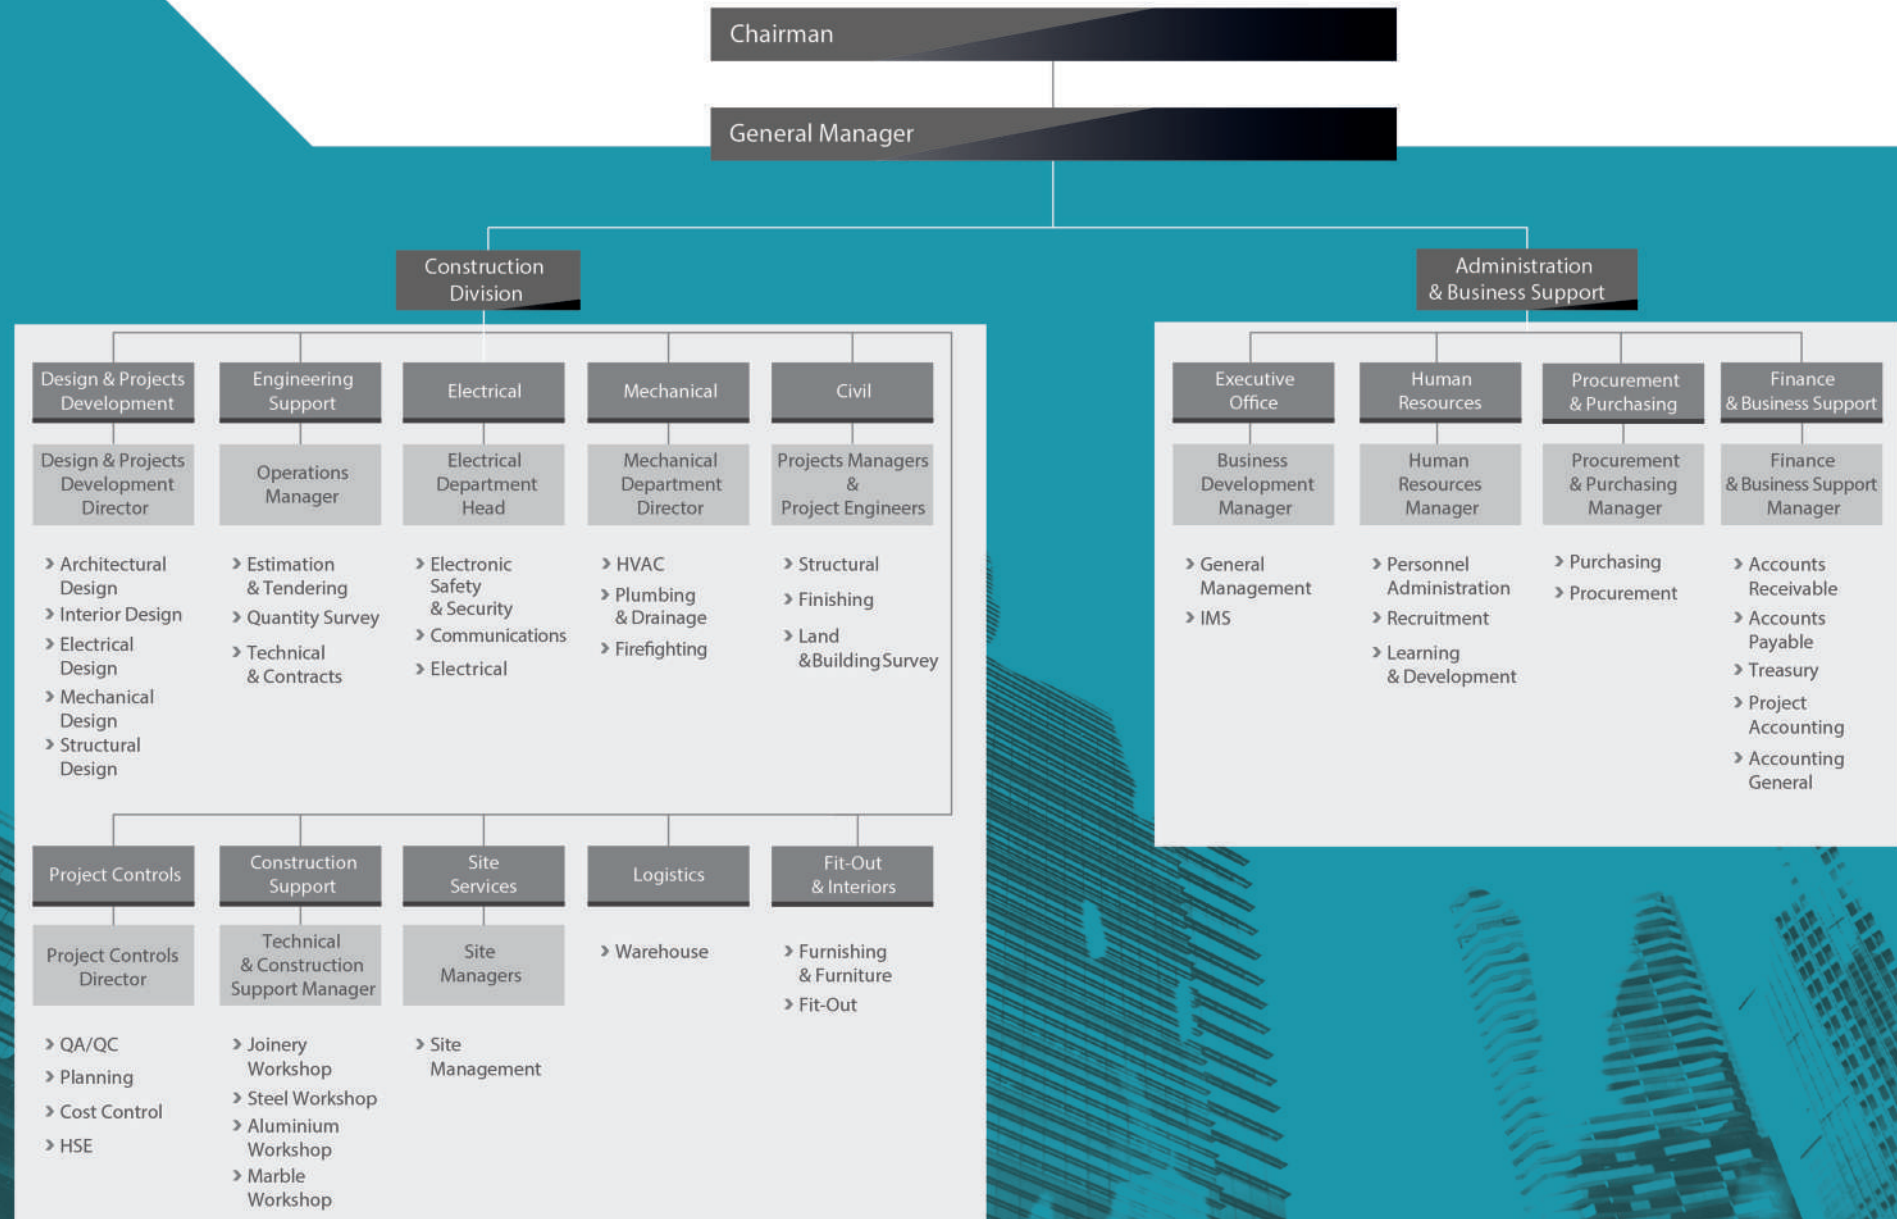 Chairman
General Manager
Construction
Division
Administration
& Business Support
Design & Projects
Development
Engineering
Support
Electrical
Mechanical
Civil
Executive
Office
Human
Resources
Procurement
& Purchasing
Finance
& Business Support
Design & Projects
Development
Director
Operations
Manager
Electrical
Department
Head
Mechanical
Department
Director
Projects Managers
&
Project Engineers
Business
Development
Manager
Human
Resources
Manager
Procurement
& Purchasing
Manager
Finance
& Business Support
Manager
› Architectural
Design
› Interior Design
› Electrical
Design
› Mechanical
Design
› Structural
Design
› Estimation
& Tendering
› Quantity Survey
› Technical
& Contracts
› Electronic
Safety
& Security
› Communications
› Electrical
› HVAC
› Plumbing
& Drainage
› Firefighting
› Structural
› Finishing
› Land
&Building Survey
› General
Management
› IMS
› Personnel
Administration
› Recruitment
› Learning
& Development
› Purchasing
› Procurement
› Accounts
Receivable
› Accounts
Payable
› Treasury
› Project
Accounting
› Accounting
General
Project Controls
Construction
Support
Site
Services
Logistics
Fit-Out
& Interiors
Project Controls
Director
Technical
& Construction
Support Manager
Site
Managers
› Warehouse
› Furnishing
& Furniture
› Fit-Out
› QA/QC
› Planning
› Cost Control
› HSE
› Joinery
Workshop
› Steel Workshop
› Aluminium
Workshop
› Marble
Workshop
› Site
Management